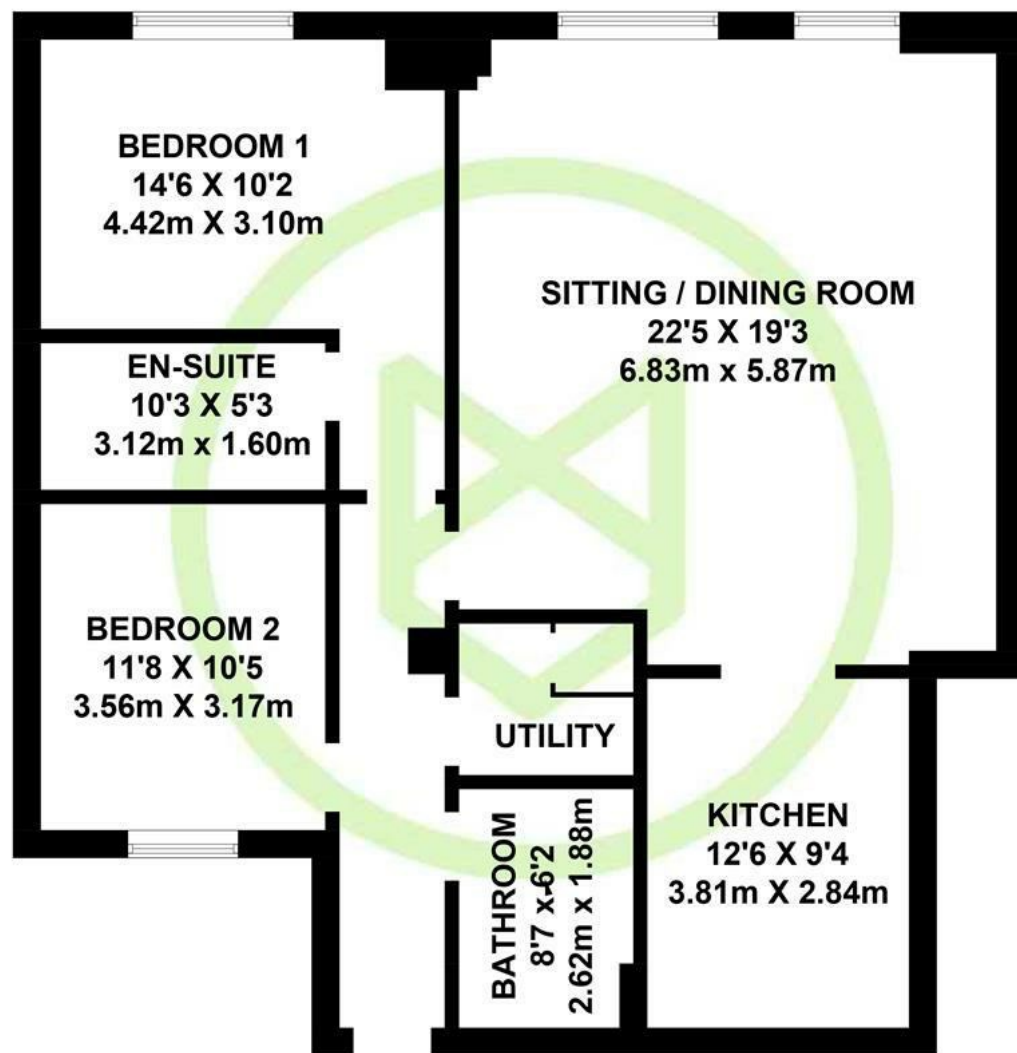 BEDROOM 1
14'6 X 10'2
4.42m X 3.10m
SITTING / DINING ROOM
22'5 X 19'3
6.83m x 5.87m
EN-SUITE
10'3 X 5'3
3.12m x 1.60m
BEDROOM 2
11'8 X 10'5
3.56m X 3.17m
UTILITY
BATHROOM
8'7 x 6'2
2.62m x 1.88m
KITCHEN
12'6 X 9'4
3.81m X 2.84m